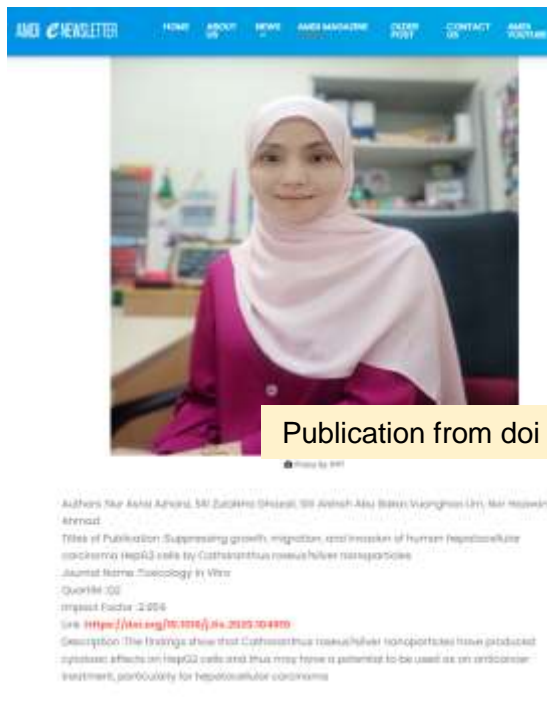 AMDI eNEWSLETTER
HOME ABOUT US NEWS AMDI MAGAZINE OLDER POST CONTACT US AMDI YOUTUBE
Publication from doi
Photo by
Authors :Nur Asna Azhana, Siti Zulaikha Ghazali, Siti Aishah Abu Bakar, Vuanghao Lim, Nor Hazwani
Ahmad
Titles of Publication :Suppressing growth, migration, and invasion of human hepatocellular
carcinoma HepG2 cells by Catharanthus roseus?silver nanoparticles
Journal Name :Toxicology in Vitro
Quartile :Q2
Impact Factor :2.959
Link :https://doi.org/10.1016/j.tiv.2020.104910
Description :The findings show that Catharanthus roseus?silver nanoparticles have produced
cytotoxic effects on HepG2 cells and thus may have a potential to be used as an anticancer
treatment, particularly for hepatocellular carcinoma